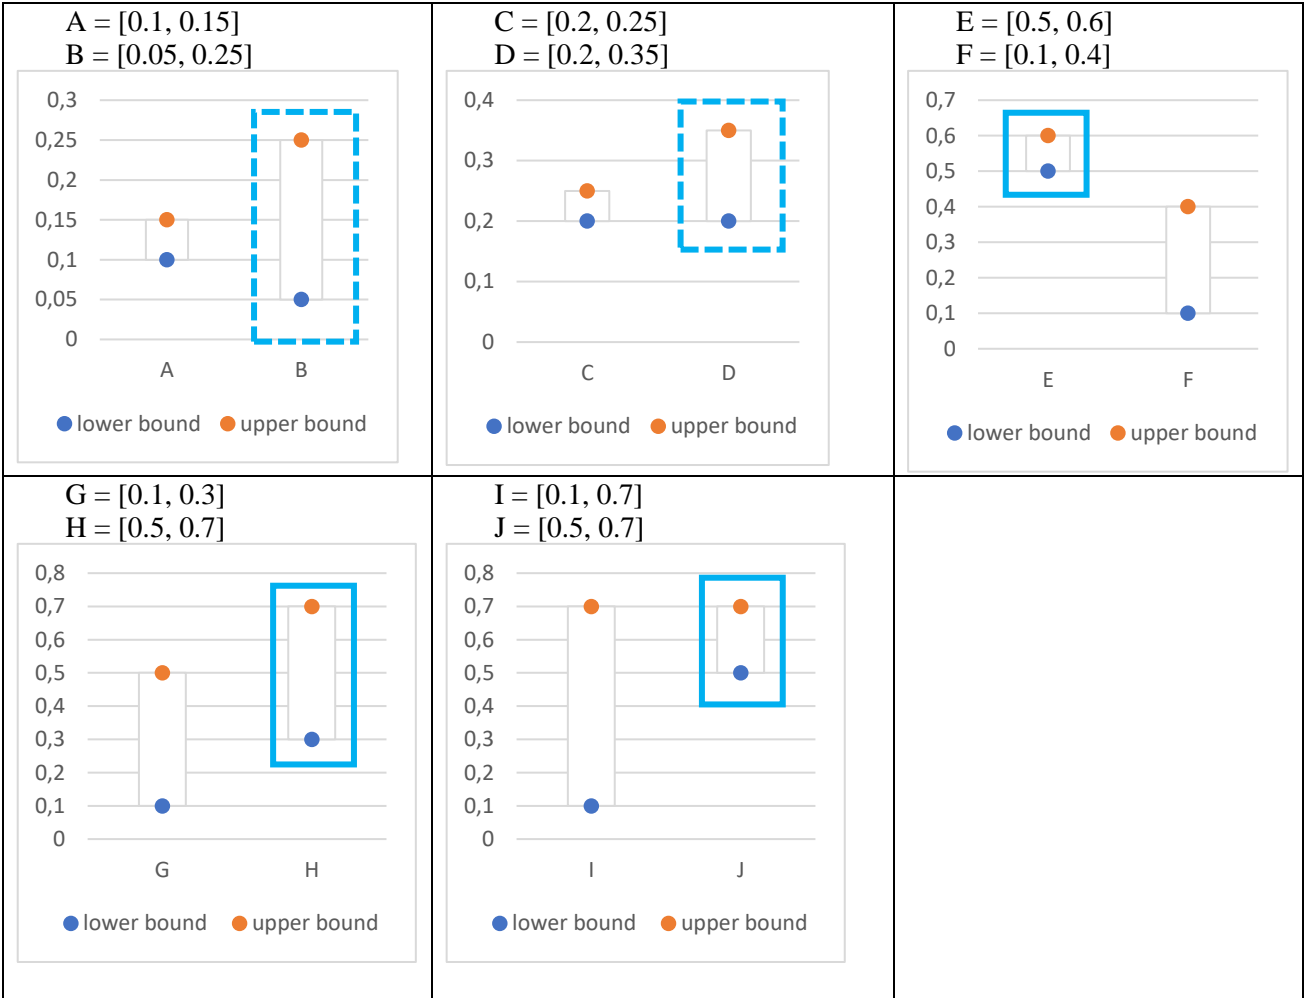 A = [0.1, 0.15]
B = [0.05, 0.25]
0,3
0,25
0,2
0,15
0,1
0,05
0
A B
lower bound upper bound
C = [0.2, 0.25]
D = [0.2, 0.35]
0,4
0,3
0,2
0,1
0
C D
lower bound upper bound
E = [0.5, 0.6]
F = [0.1, 0.4]
0,7
0,6
0,5
0,4
0,3
0,2
0,1
0
E F
lower bound upper bound
G = [0.1, 0.3]
H = [0.5, 0.7]
0,8
0,7
0,6
0,5
0,4
0,3
0,2
0,1
0
G H
lower bound upper bound
I = [0.1, 0.7]
J = [0.5, 0.7]
0,8
0,7
0,6
0,5
0,4
0,3
0,2
0,1
0
I J
lower bound upper bound